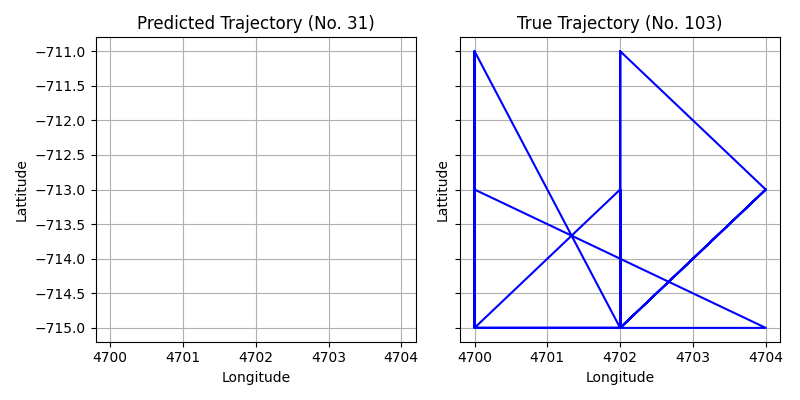 Predicted Trajectory (No. 31)
Lattitude
−711.0
−711.5
−712.0
−712.5
−713.0
−713.5
−714.0
−714.5
−715.0
4700 4701 4702 4703 4704
Longitude
True Trajectory (No. 103)
Lattitude
4700 4701 4702 4703 4704
Longitude